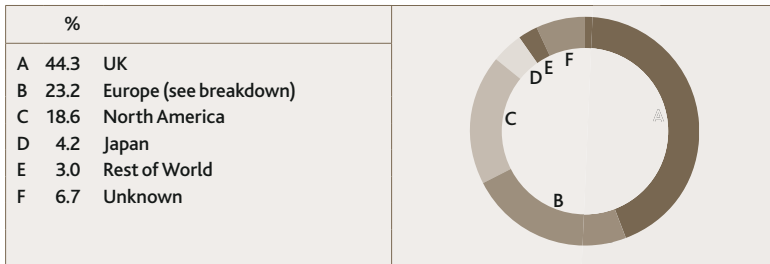 %
A 44.3 UK
B 23.2 Europe (see breakdown)
C 18.6 North America
D 4.2 Japan
E 3.0 Rest of World
F 6.7 Unknown
F
E
D
A
C
B